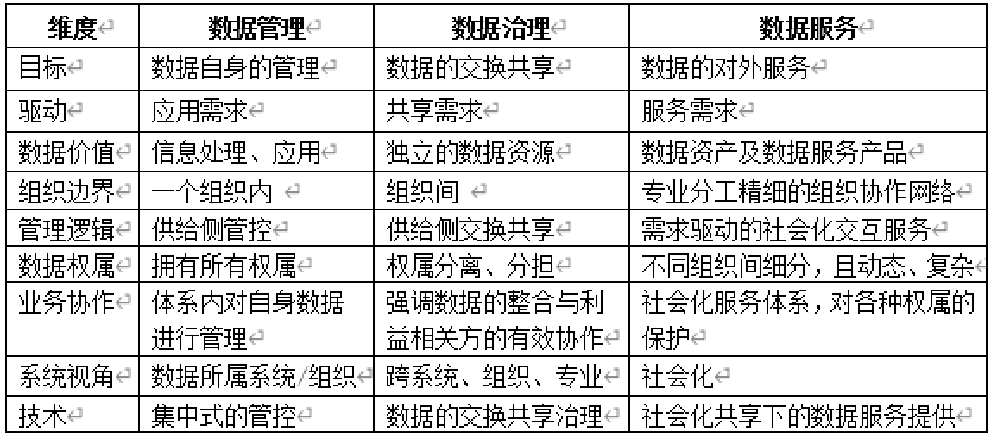 维度 数据管理 数据治理 数据服务
目标 数据自身的管理 数据的交换共享 数据的对外服务
驱动 应用需求 共享需求 服务需求
数据价值 信息处理、应用 独立的数据资源 数据资产及数据服务产品
组织边界 一个组织内 组织间 专业分工精细的组织协作网络
管理逻辑 供给侧管控 供给侧交换共享 需求驱动的社会化交互服务
数据权属 拥有所有权属 权属分离、分担 不同组织间细分，且动态、复杂
业务协作 体系内对自身数据 强调数据的整合与利 社会化服务体系，对各种权属的
进行管理 益相关方的有效协作 保护
系统视角 数据所属系统/组织 跨系统、组织、专业 社会化
技术 集中式的管控 数据的交换共享治理 社会化共享下的数据服务提供